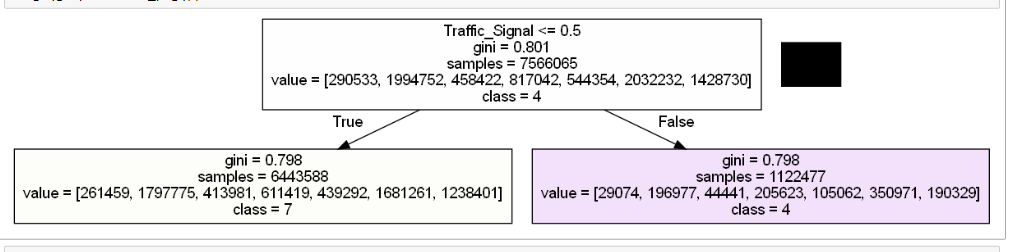 Traffic_Signal <= 0.5
gini = 0.801
samples = 7566065
value = [290533, 1994752, 458422, 817042, 544354, 2032232, 1428730]
class = 4
True
False
gini = 0.798
samples = 6443588
value = [261459, 1797775, 413981, 611419, 439292, 1681261, 1238401]
class = 7
gini = 0.798
samples = 1122477
value = [29074, 196977, 44441, 205623, 105062, 350971, 190329]
class = 4